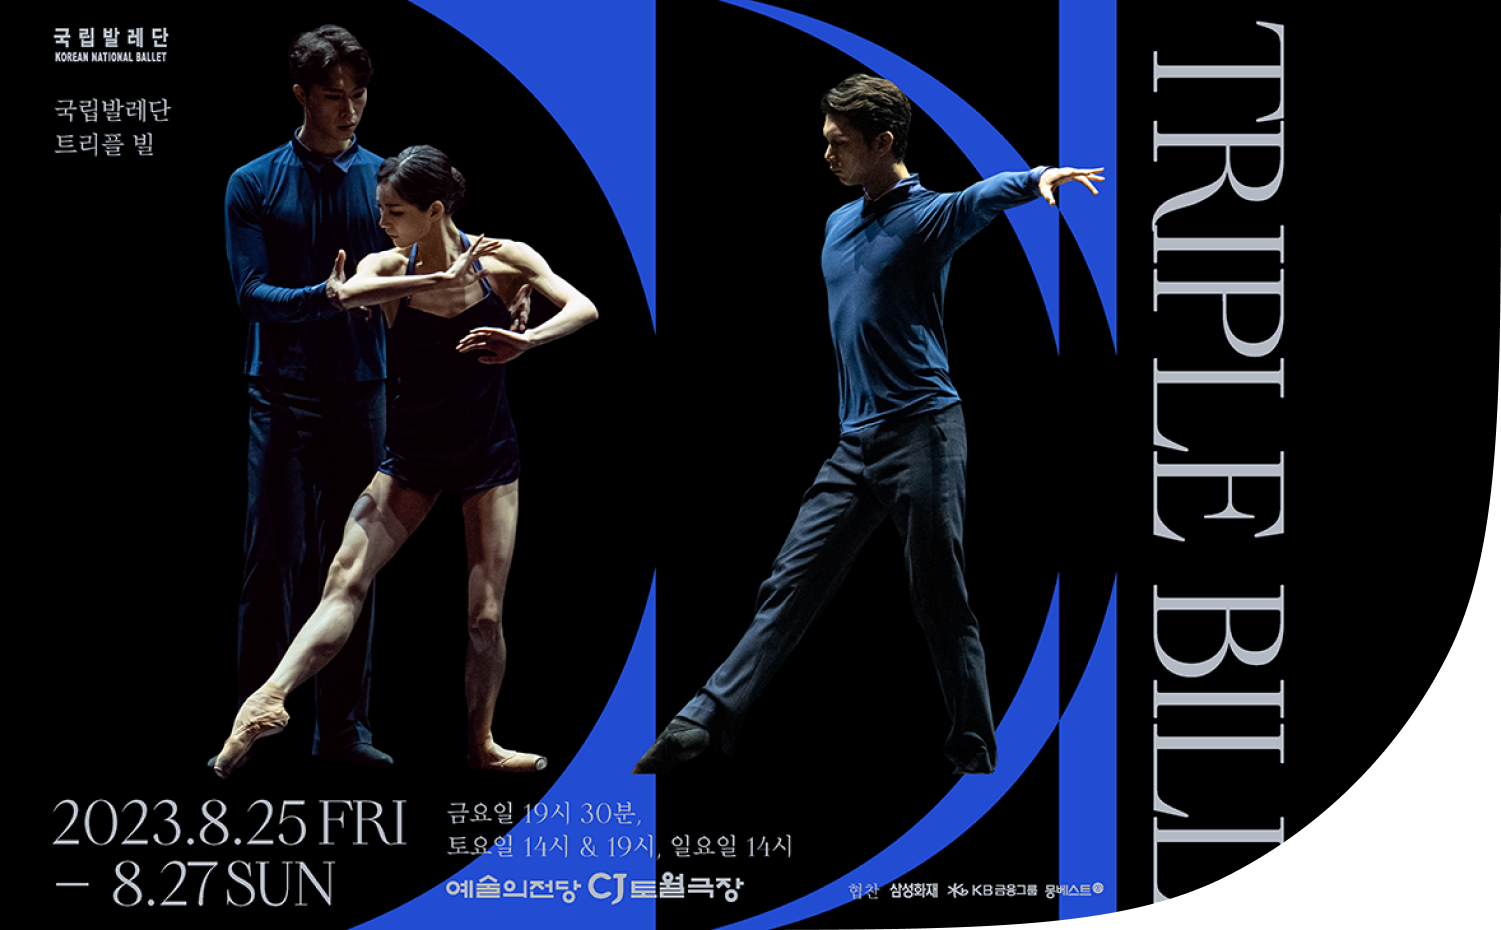 국립발레단
KOREAN NATIONAL BALLET
국립발레단
트리플 빌
TRIPLE BILL
2023.8.25 FRI
– 8.27 SUN
금요일 19시 30분,
토요일 14시 & 19시, 일요일 14시
예술의전당 CJ 토월극장
협찬 삼성화재 KB금융그룹 몽베스트